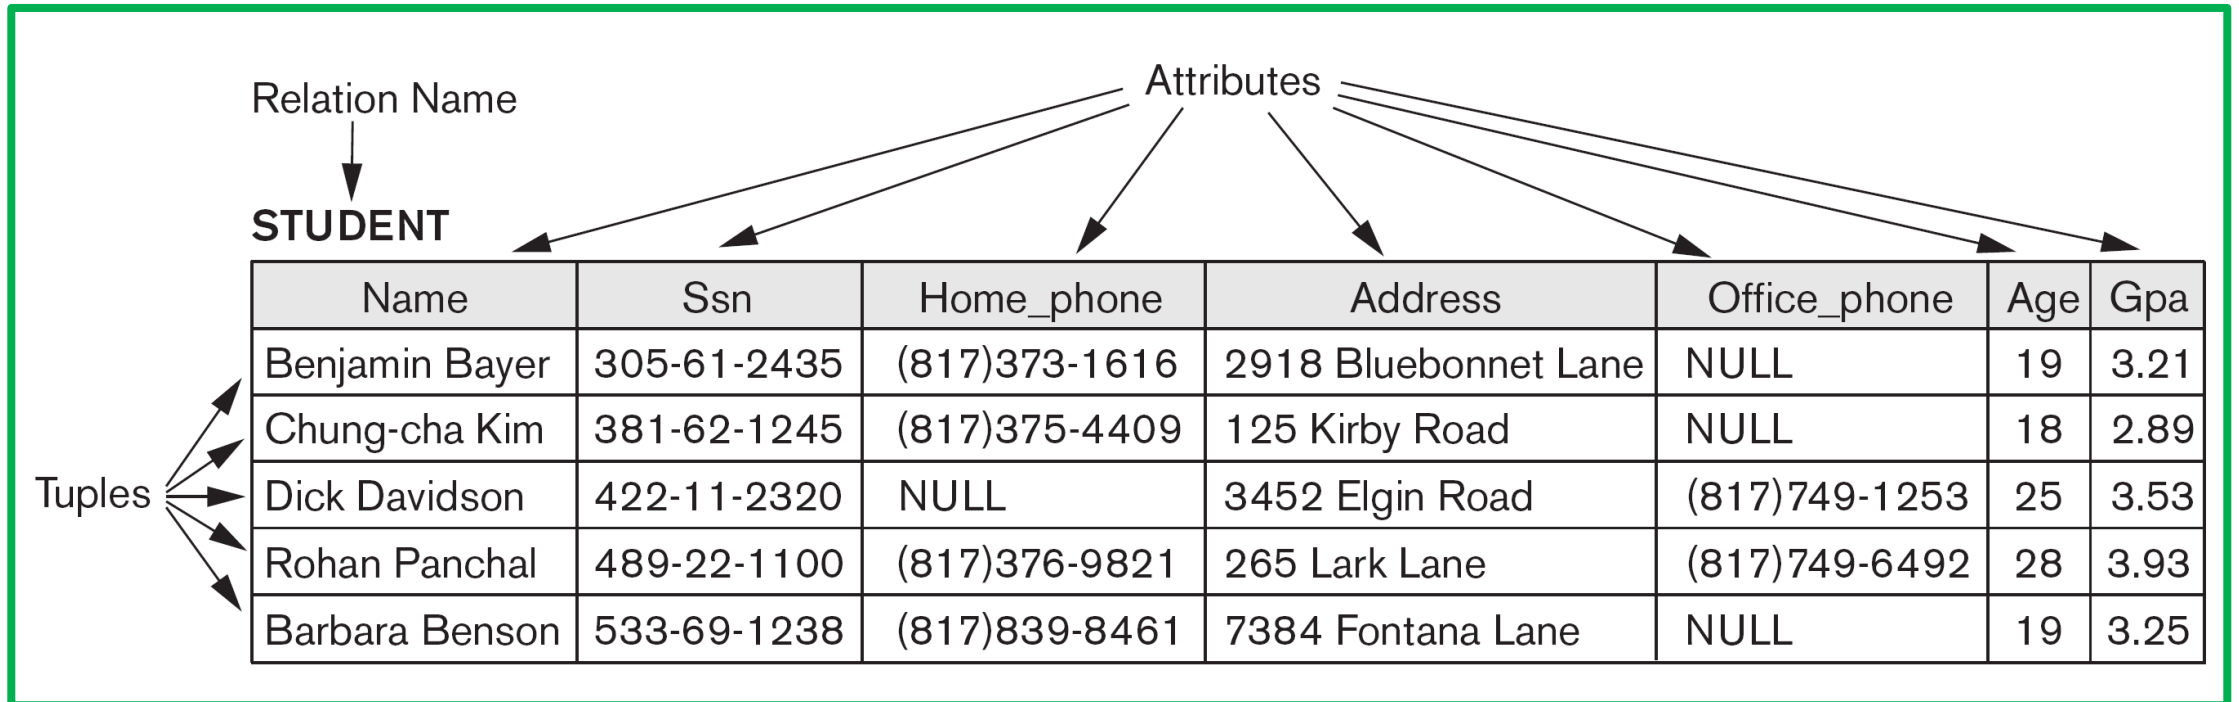 Attributes
Relation Name
STUDENT
Name Ssn Home_phone Address Office_phone Age Gpa
Benjamin Bayer 305-61-2435 (817)373-1616 2918 Bluebonnet Lane NULL 19 3.21
Chung-cha Kim 381-62-1245 (817)375-4409 125 Kirby Road NULL 18 2.89
Tuples Dick Davidson 422-11-2320 NULL 3452 Elgin Road (817)749-1253 25 3.53
Rohan Panchal 489-22-1100 (817)376-9821 265 Lark Lane (817)749-6492 28 3.93
Barbara Benson 533-69-1238 (817)839-8461 7384 Fontana Lane NULL 19 3.25